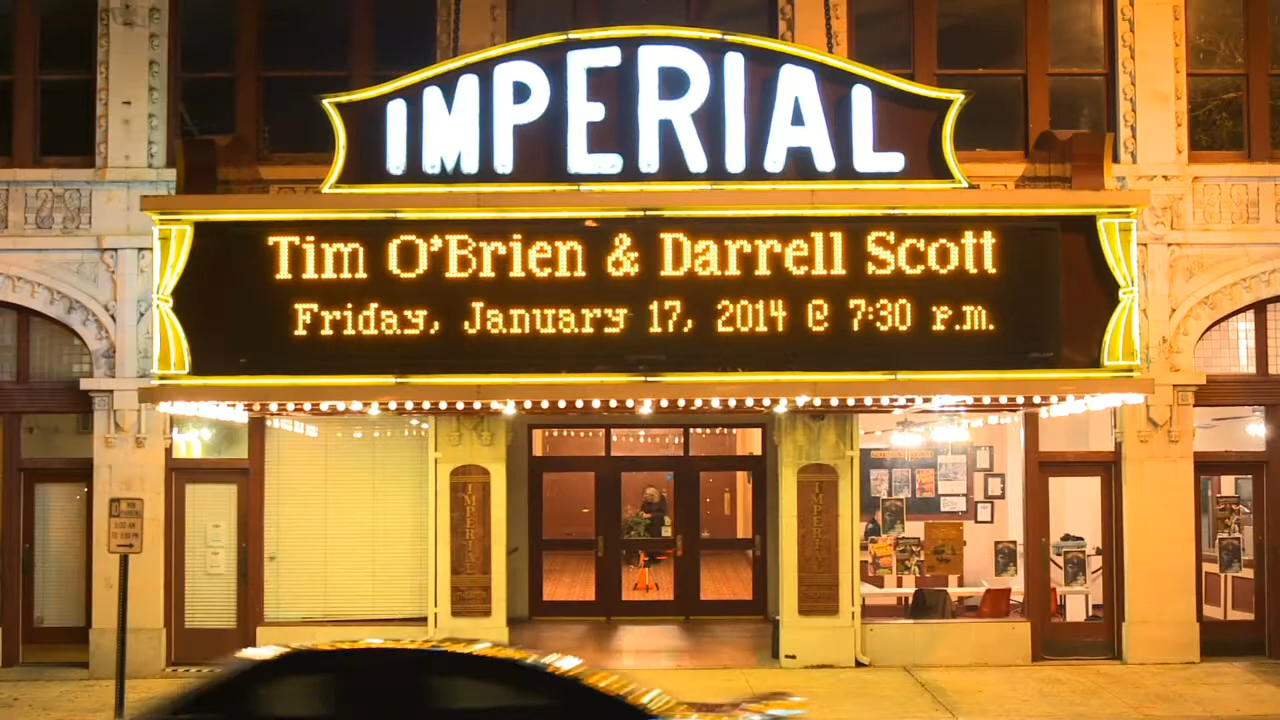 IMPERIAL
Tim O'Brien & Darrell Scott
Friday, January 17, 2014 @ 7:30 p.m.
IMPERIAL
IMPERIAL